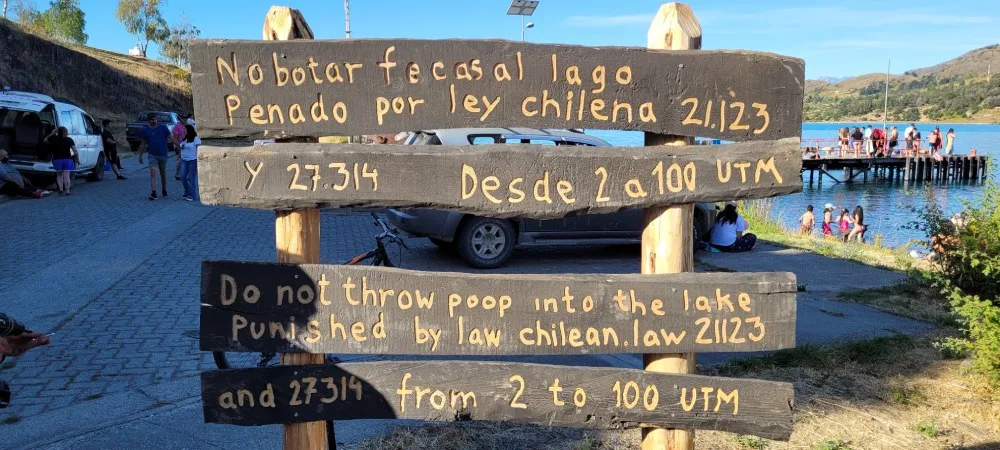 No botar fecas al lago
Penado por ley chilena 21.123
Y 27.314 Desde 2 a 100 UTM
Do not throw poop into the lake
Punished by law chilean.law 21123
and 27314 from 2 to 100 UTM